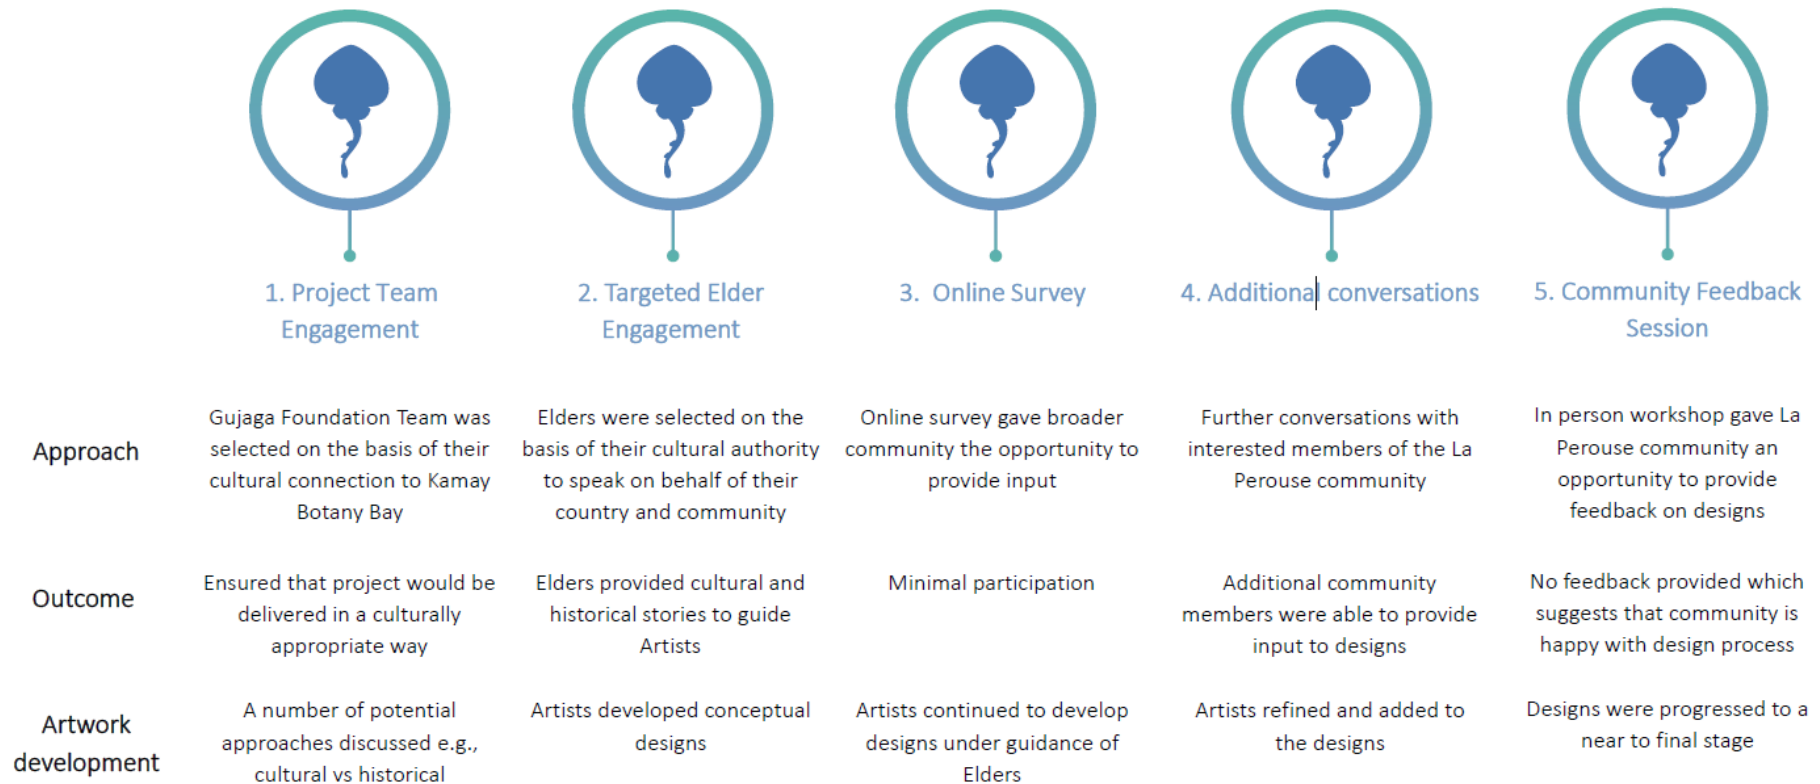 1. Project Team
Engagement
2. Targeted Elder
Engagement
3. Online Survey
4. Additional conversations
5. Community Feedback
Session
Approach
Gujaga Foundation Team was
selected on the basis of their
cultural connection to Kamay
Botany Bay
Elders were selected on the
basis of their cultural authority
to speak on behalf of their
country and community
Online survey gave broader
community the opportunity to
provide input
Further conversations with
interested members of the La
Perouse community
In person workshop gave La
Perouse community an
opportunity to provide
feedback on designs
Outcome
Ensured that project would be
delivered in a culturally
appropriate way
Elders provided cultural and
historical stories to guide
Artists
Minimal participation
Additional community
members were able to provide
input to designs
No feedback provided which
suggests that community is
happy with design process
Artwork
development
A number of potential
approaches discussed e.g.,
cultural vs historical
Artists developed conceptual
designs
Artists continued to develop
designs under guidance of
Elders
Artists refined and added to
the designs
Designs were progressed to a
near to final stage